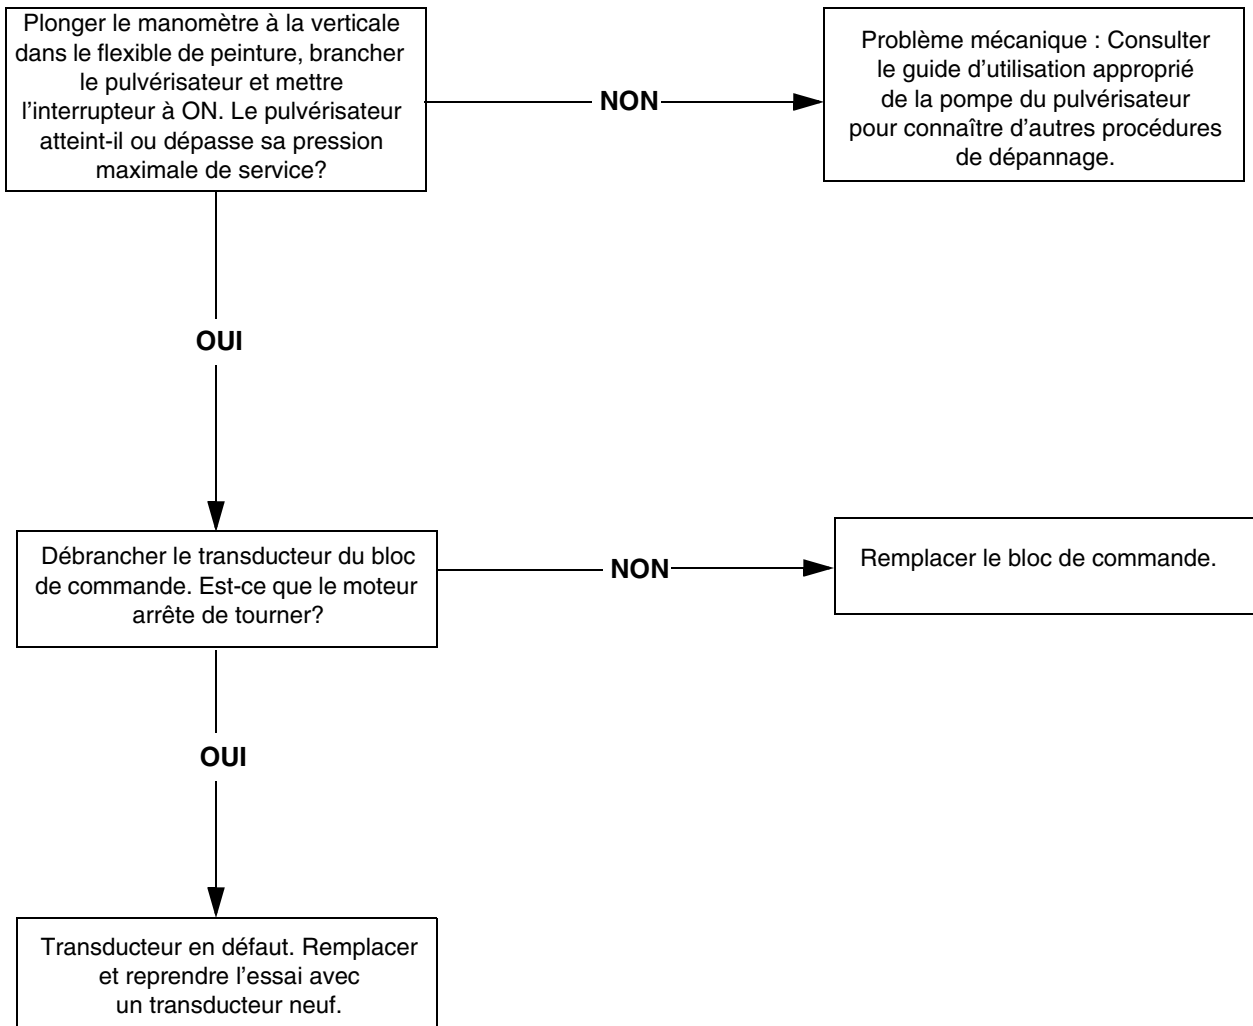 Plonger le manomètre à la verticale
dans le flexible de peinture, brancher
le pulvérisateur et mettre
l'interrupteur à ON. Le pulvérisateur
atteint-il ou dépasse sa pression
maximale de service?
NON
Problème mécanique : Consulter
le guide d'utilisation approprié
de la pompe du pulvérisateur
pour connaître d'autres procédures
de dépannage.
OUI
Débrancher le transducteur du bloc
de commande. Est-ce que le moteur
arrête de tourner?
NON
Remplacer le bloc de commande.
OUI
Transducteur en défaut. Remplacer
et reprendre l'essai avec
un transducteur neuf.